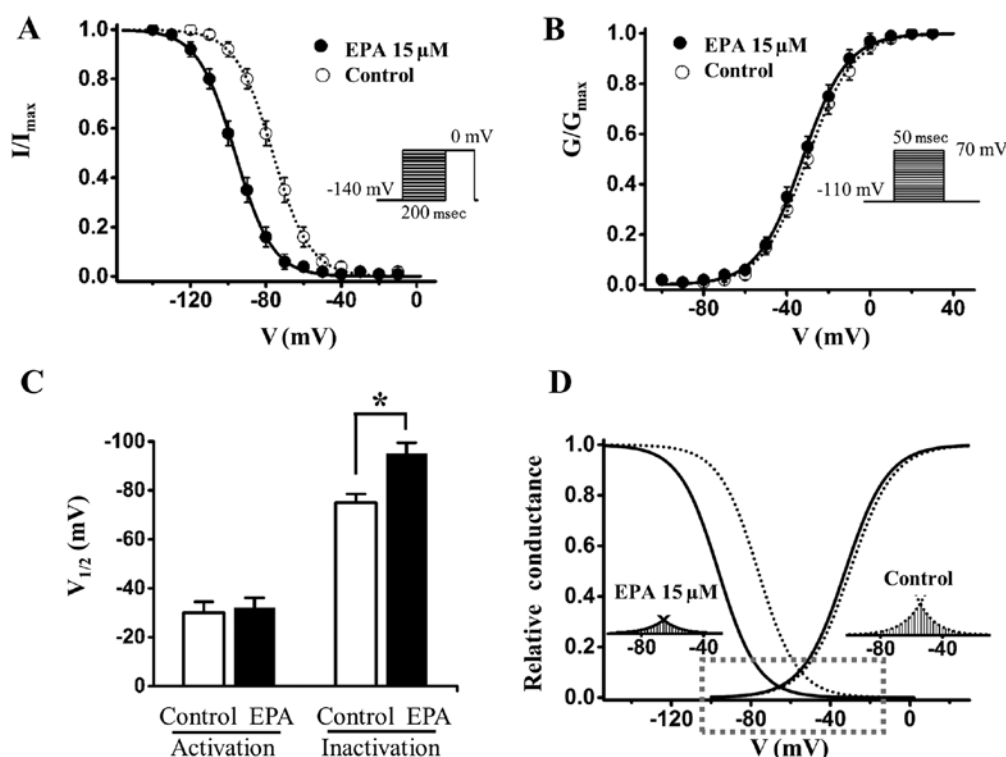 A
I/Imax
1.0
0.8
0.6
0.4
0.2
0.0
EPA 15 µM
Control
0 mV
-140 mV
200 msec
-120
-80
-40
0
V (mV)
B
G/Gmax
1.0
0.8
0.6
0.4
0.2
0.0
EPA 15 µM
Control
50 msec
70 mV
-110 mV
-80
-40
0
40
V (mV)
C
V1/2 (mV)
-100
-80
-60
-40
-20
0
*
Control EPA
Control EPA
Activation
Inactivation
D
Relative conductance
1.0
0.8
0.6
0.4
0.2
0.0
EPA 15 µM
-80
-40
Control
-80
-40
-120
-80
-40
0
V (mV)